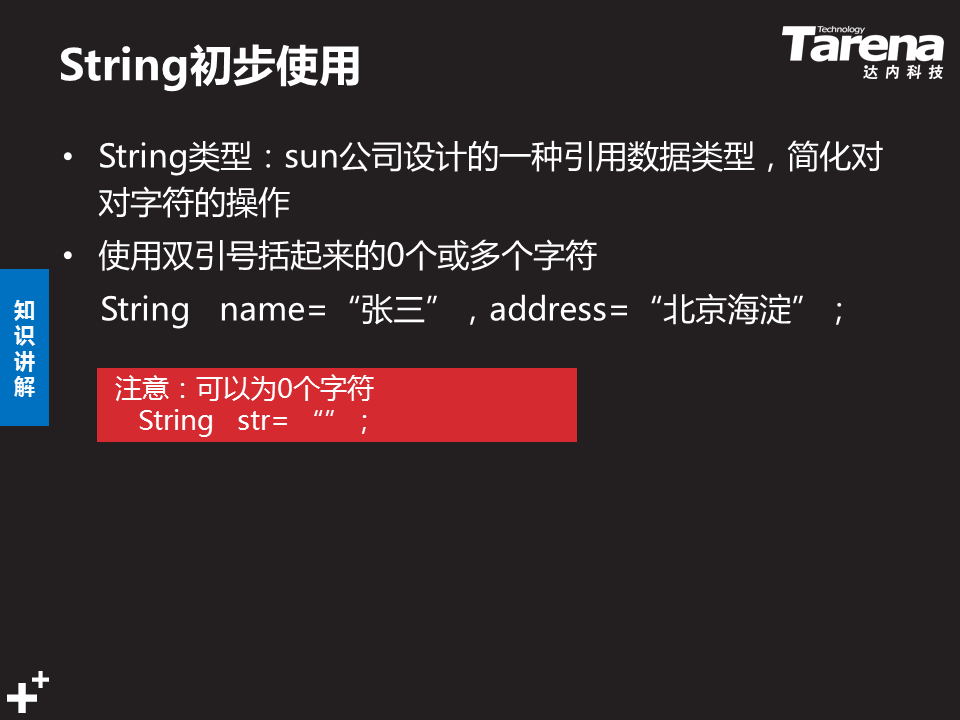 String初步使用
Technology
Tarena
达内科技
• String类型：sun公司设计的一种引用数据类型，简化对
对字符的操作
• 使用双引号括起来的0个或多个字符
String name=“张三”，address=“北京海淀”；
知
识
讲
解
注意：可以为0个字符
String str= “”；